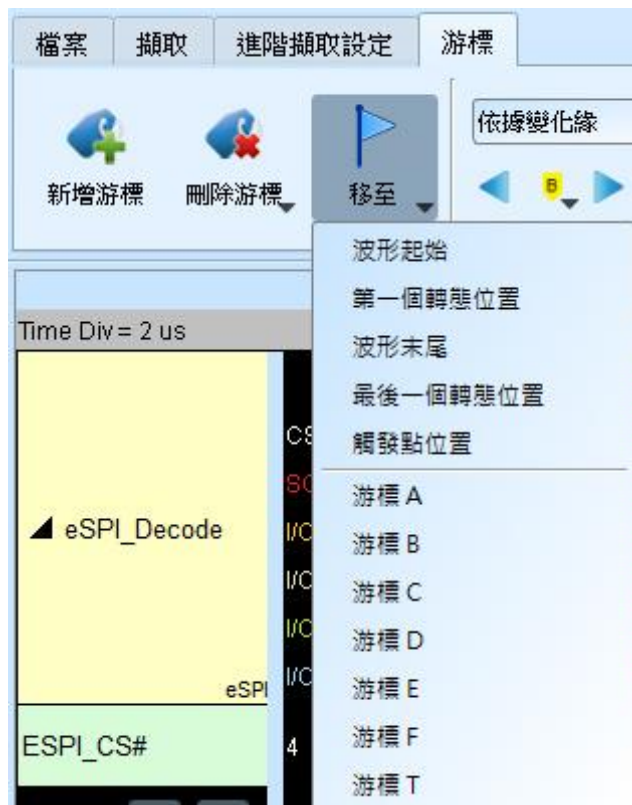 檔案 擷取 進階擷取設定 游標
依據變化緣
新增游標 刪除游標 移至 B
波形起始
第一個轉態位置
波形末尾
最後一個轉態位置
觸發點位置
游標 A
游標 B
游標 C
游標 D
游標 E
游標 F
游標 T
Time Div = 2 us
CS
SC
eSPI_Decode
I/O
I/O
I/O
I/O
eSPI
ESPI_CS#
4